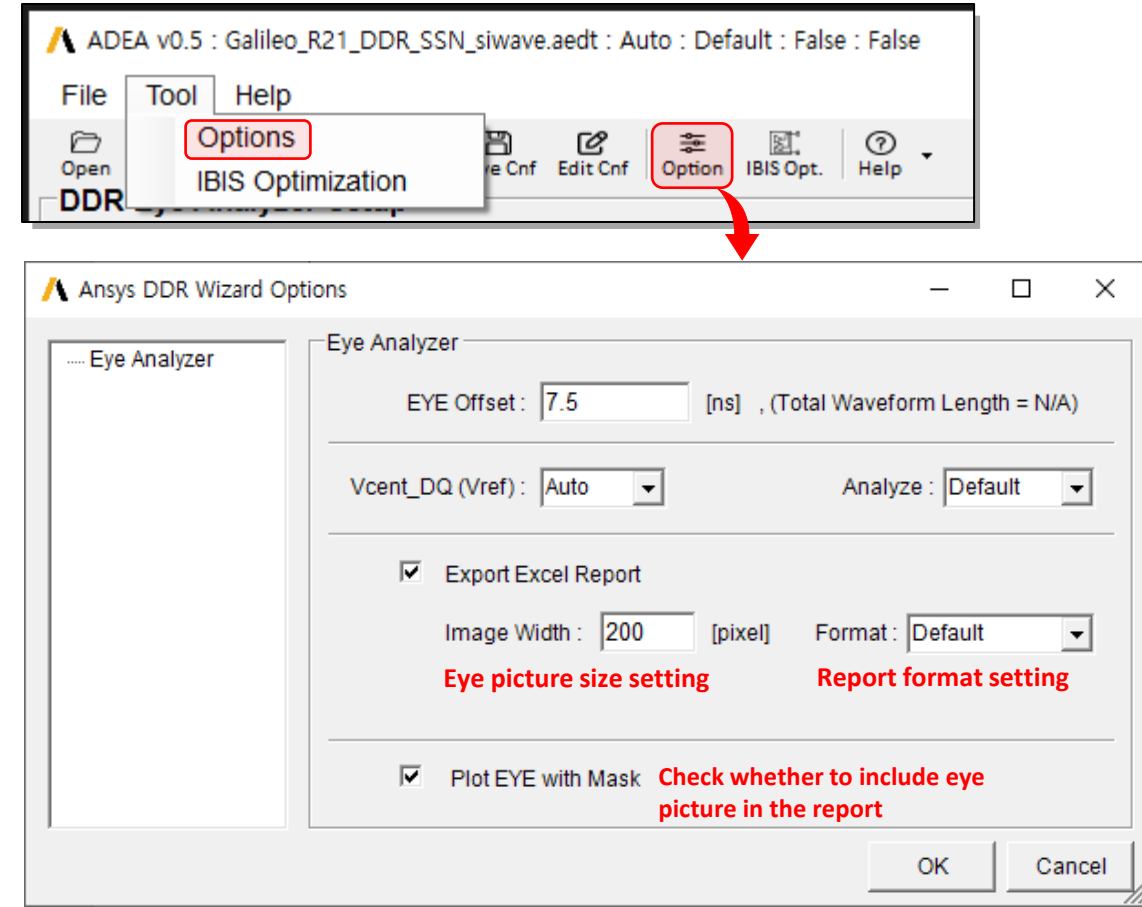 ADEA v0.5 : Galileo_R21_DDR_SSN_siwave.aedt : Auto : Default : False : False
File Tool Help
Options
IBIS Optimization
Open Cnf Edit Cnf Option IBIS Opt. Help
DDR
Ansys DDR Wizard Options
Eye Analyzer
Eye Analyzer
EYE Offset : 7.5 [ns] , (Total Waveform Length = N/A)
Vcent_DQ (Vref) : Auto Analyze : Default
Export Excel Report
Image Width : 200 [pixel] Format : Default
Eye picture size setting Report format setting
Plot EYE with Mask Check whether to include eye
picture in the report
OK Cancel